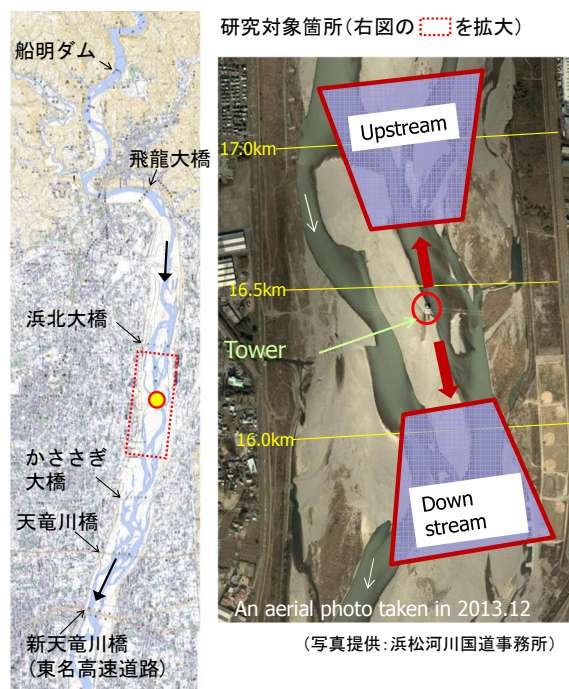 研究対象箇所(右図の を拡大)
船明ダム
飛龍大橋
浜北大橋
かささぎ
大橋
天竜川橋
新天竜川橋
(東名高速道路)
Upstream
17.0km
16.5km
Tower
16.0km
Down
stream
An aerial photo taken in 2013.12
(写真提供:浜松河川国道事務所)